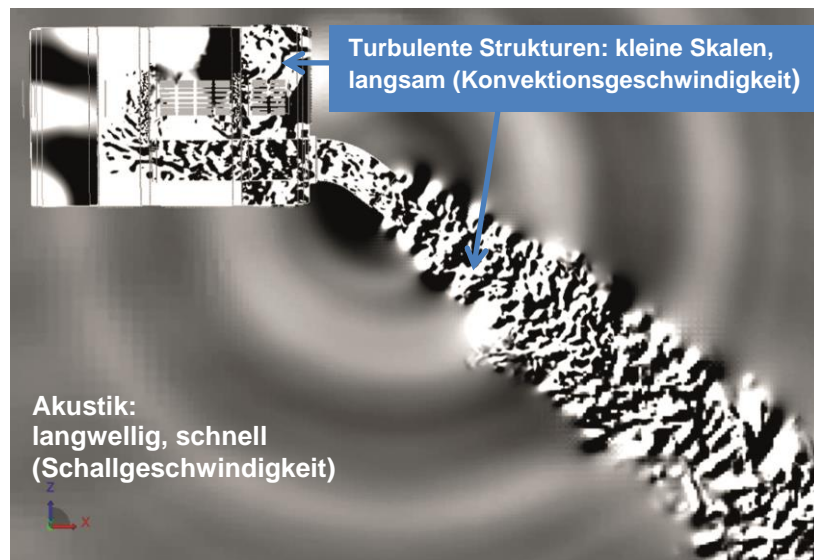 Turbulente Strukturen: kleine Skalen,
langsam (Konvektionsgeschwindigkeit)
Akustik:
langwellig, schnell
(Schallgeschwindigkeit)
Z
X